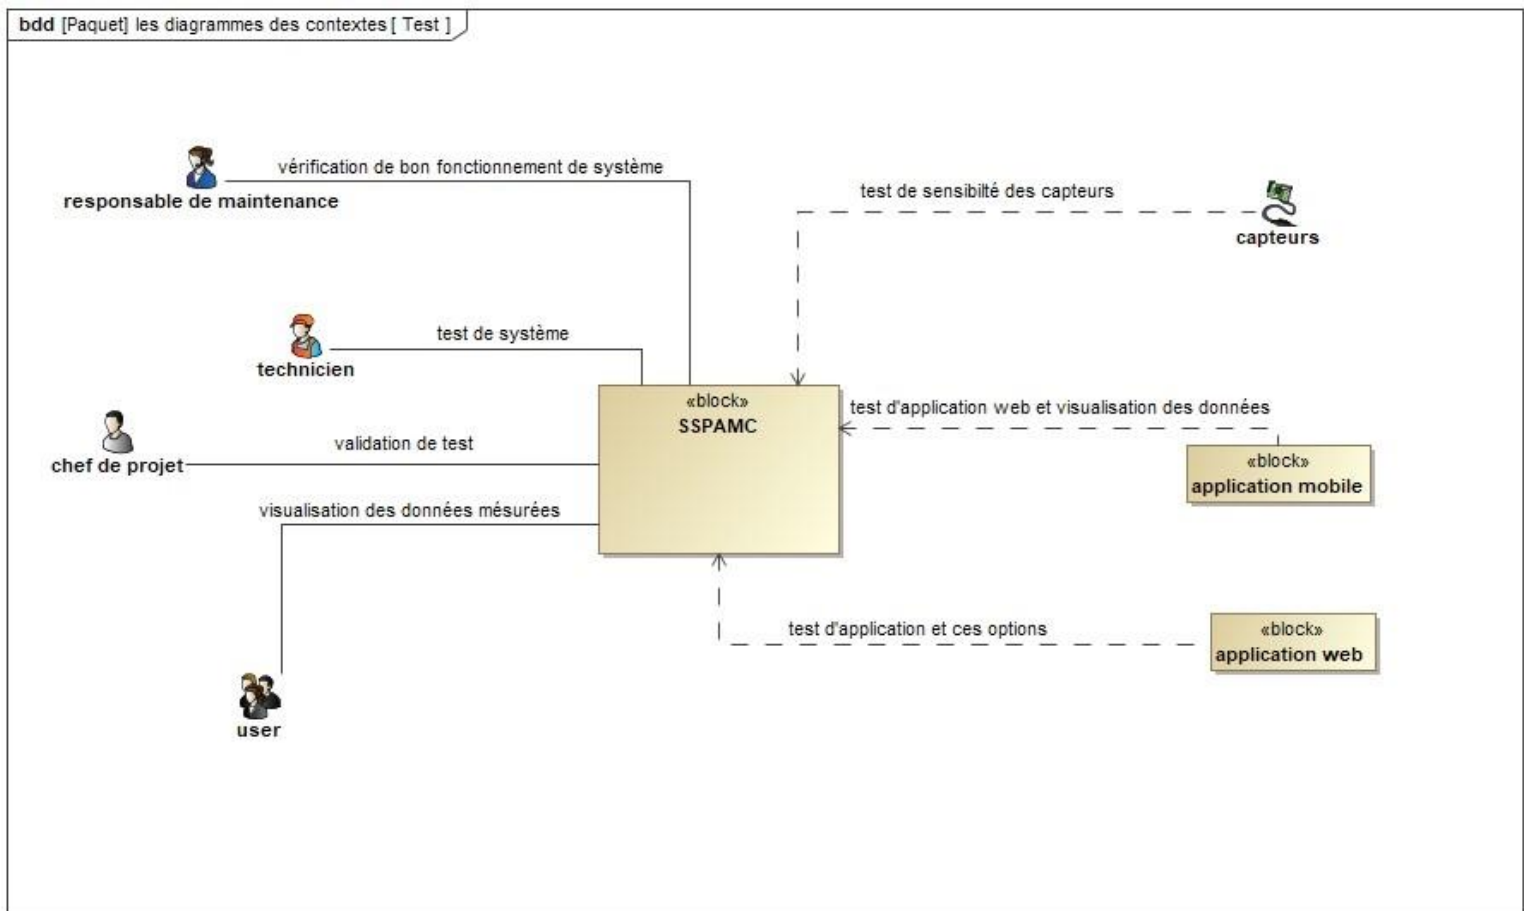 bdd [Paquet] les diagrammes des contextes [ Test ]
vérification de bon fonctionnement de système
responsable de maintenance
test de sensibilté des capteurs
capteurs
test de système
technicien
«block»
SSPAMC
test d'application web et visualisation des données
validation de test
chef de projet
«block»
application mobile
visualisation des données mésurées
test d'application et ces options
«block»
application web
user